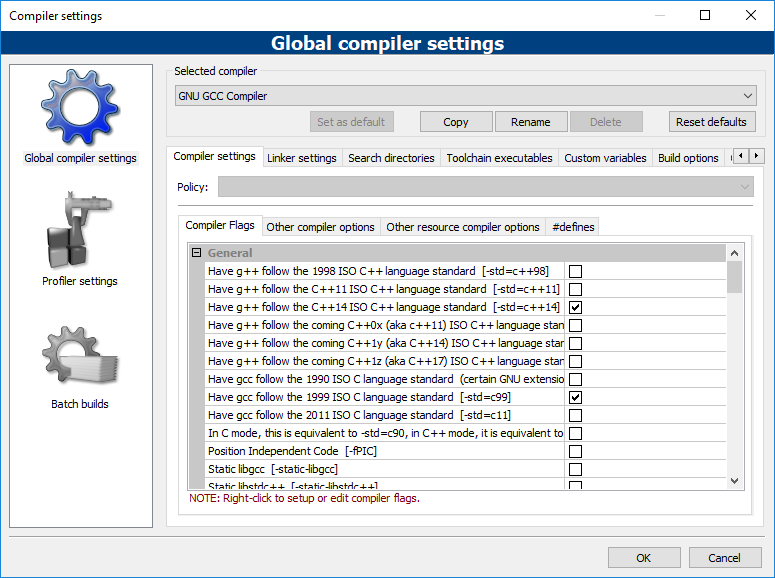 Compiler settings
Global compiler settings
Global compiler settings
Profiler settings
Batch builds
Selected compiler
GNU GCC Compiler
Set as default Copy Rename Delete Reset defaults
Compiler settings Linker settings Search directories Toolchain executables Custom variables Build options
Policy:
Compiler Flags Other compiler options Other resource compiler options #defines
General
Have g++ follow the 1998 ISO C++ language standard [-std=c++98]
Have g++ follow the C++11 ISO C++ language standard [-std=c++11]
Have g++ follow the C++14 ISO C++ language standard [-std=c++14]
Have g++ follow the coming C++0x (aka c++11) ISO C++ language stan
Have g++ follow the coming C++1y (aka C++14) ISO C++ language stan
Have g++ follow the coming C++1z (aka C++17) ISO C++ language stan
Have gcc follow the 1990 ISO C language standard (certain GNU extensio
Have gcc follow the 1999 ISO C language standard [-std=c99]
Have gcc follow the 2011 ISO C language standard [-std=c11]
In C mode, this is equivalent to -std=c90, in C++ mode, it is equivalent to
Position Independent Code [-fPIC]
Static libgcc [-static-libgcc]
Static libstdc++ [-static-libstdc++]
NOTE: Right-click to setup or edit compiler flags.
OK Cancel